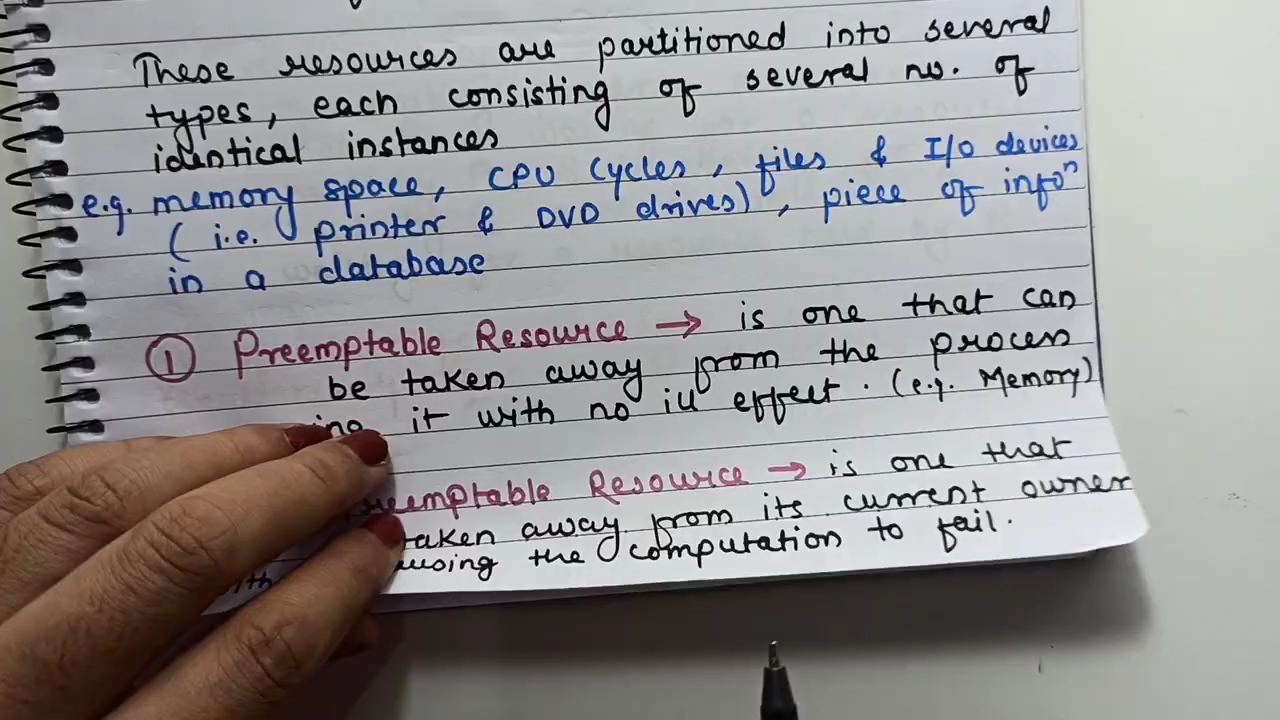 These resources are partitioned into several
types, each consisting of several no. of
identical instances
e.g. memory space, CPU cycles, files & I/O devices
(i.e. printer & DVD drives), piece of infoⁿ
in a database
① Preemptable Resource → is one that can
be taken away from the process
it with no ill effect. (e.g. Memory)
Resource → is one that
taken away from its current owner
the computation to fail.